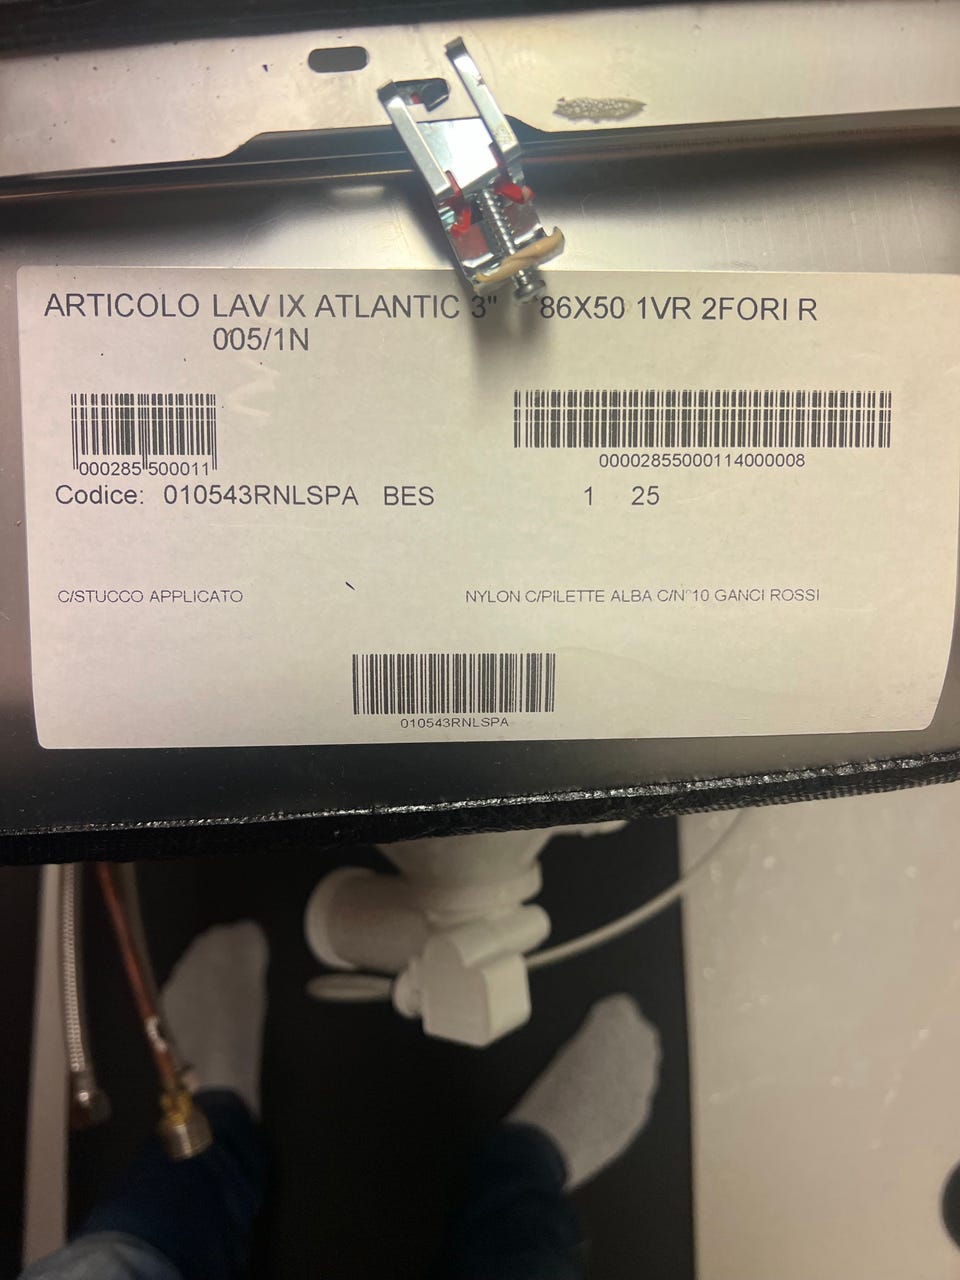 ARTICOLO LAV IX ATLANTIC 3" 86X50 1VR 2FORI R
005/1N
000285 500011
00002855000114000008
Codice: 010543RNLSPA BES 1 25
C/STUCCO APPLICATO NYLON C/PILETTE ALBA C/N°10 GANCI ROSSI
010543RNLSPA